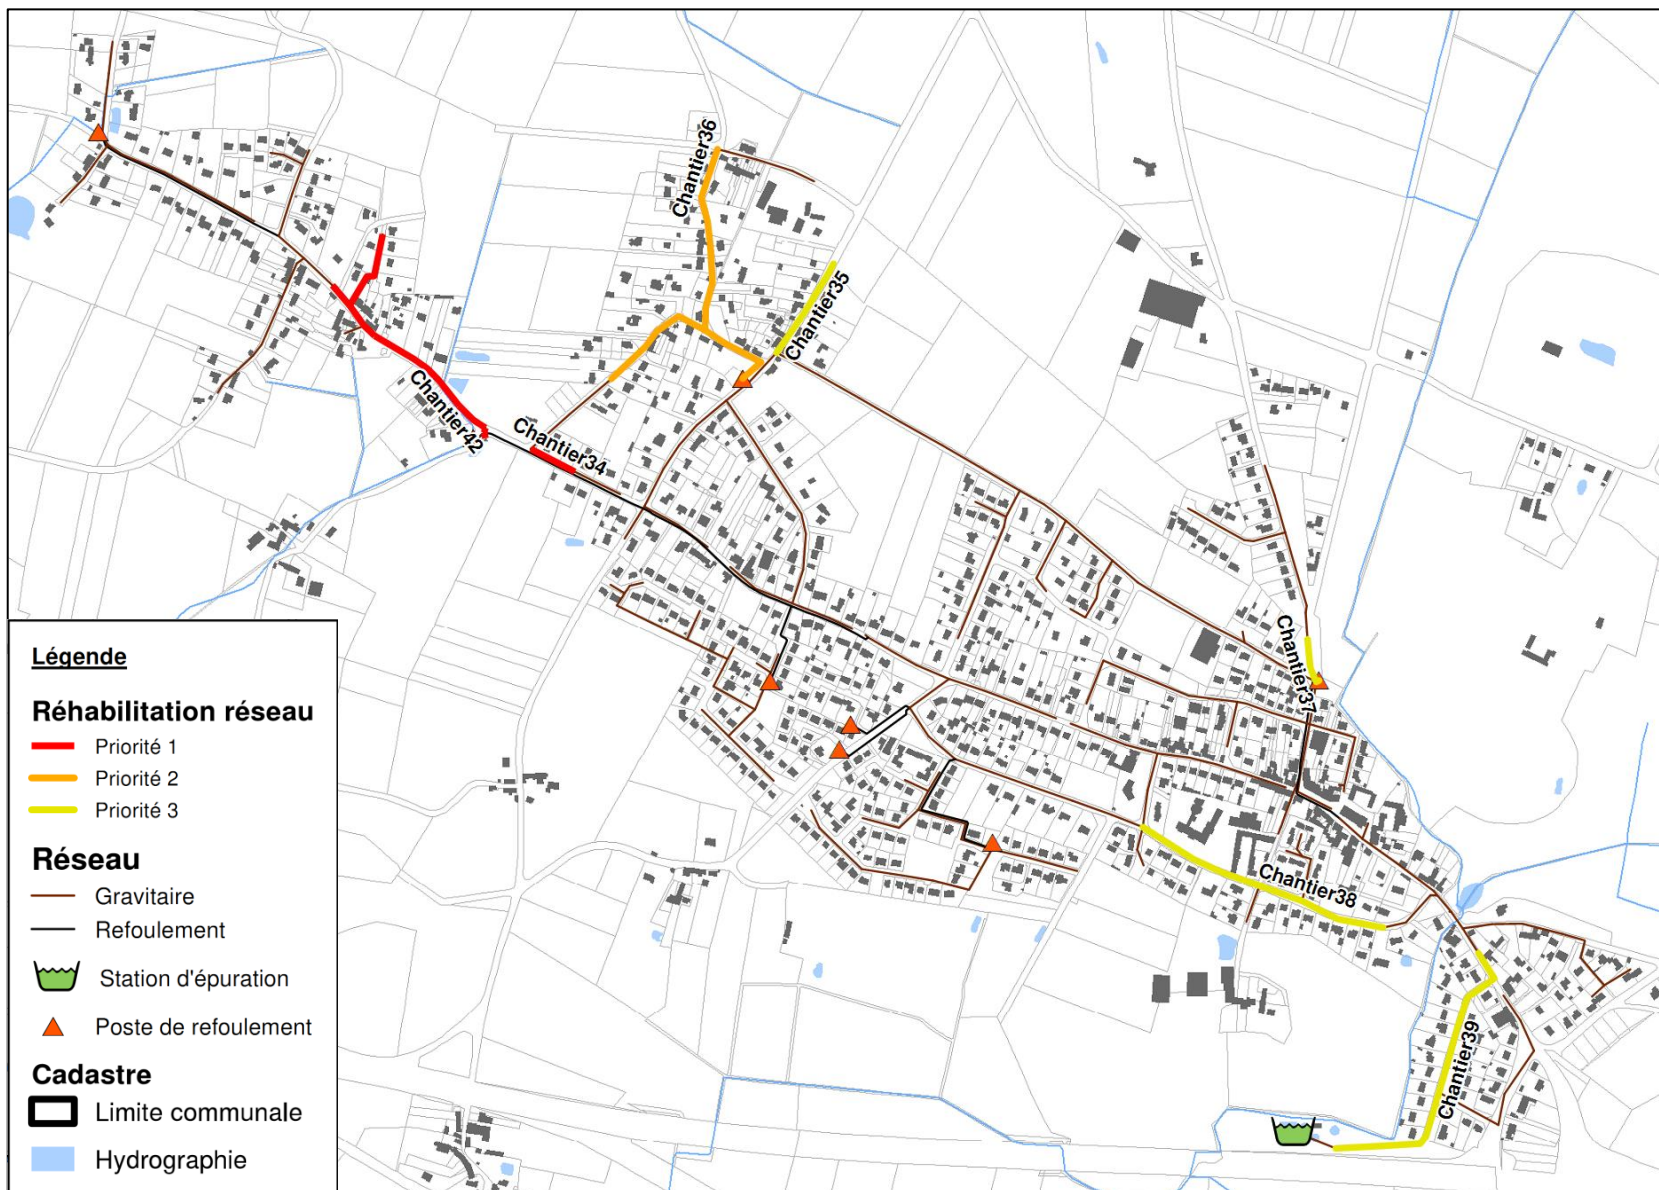 Chantier36
Chantier35
Chantier42
Chantier34
Chantier37
Chantier38
Chantier39
Légende
Réhabilitation réseau
Priorité 1
Priorité 2
Priorité 3
Réseau
Gravitaire
Refoulement
Station d'épuration
Poste de refoulement
Cadastre
Limite communale
Hydrographie